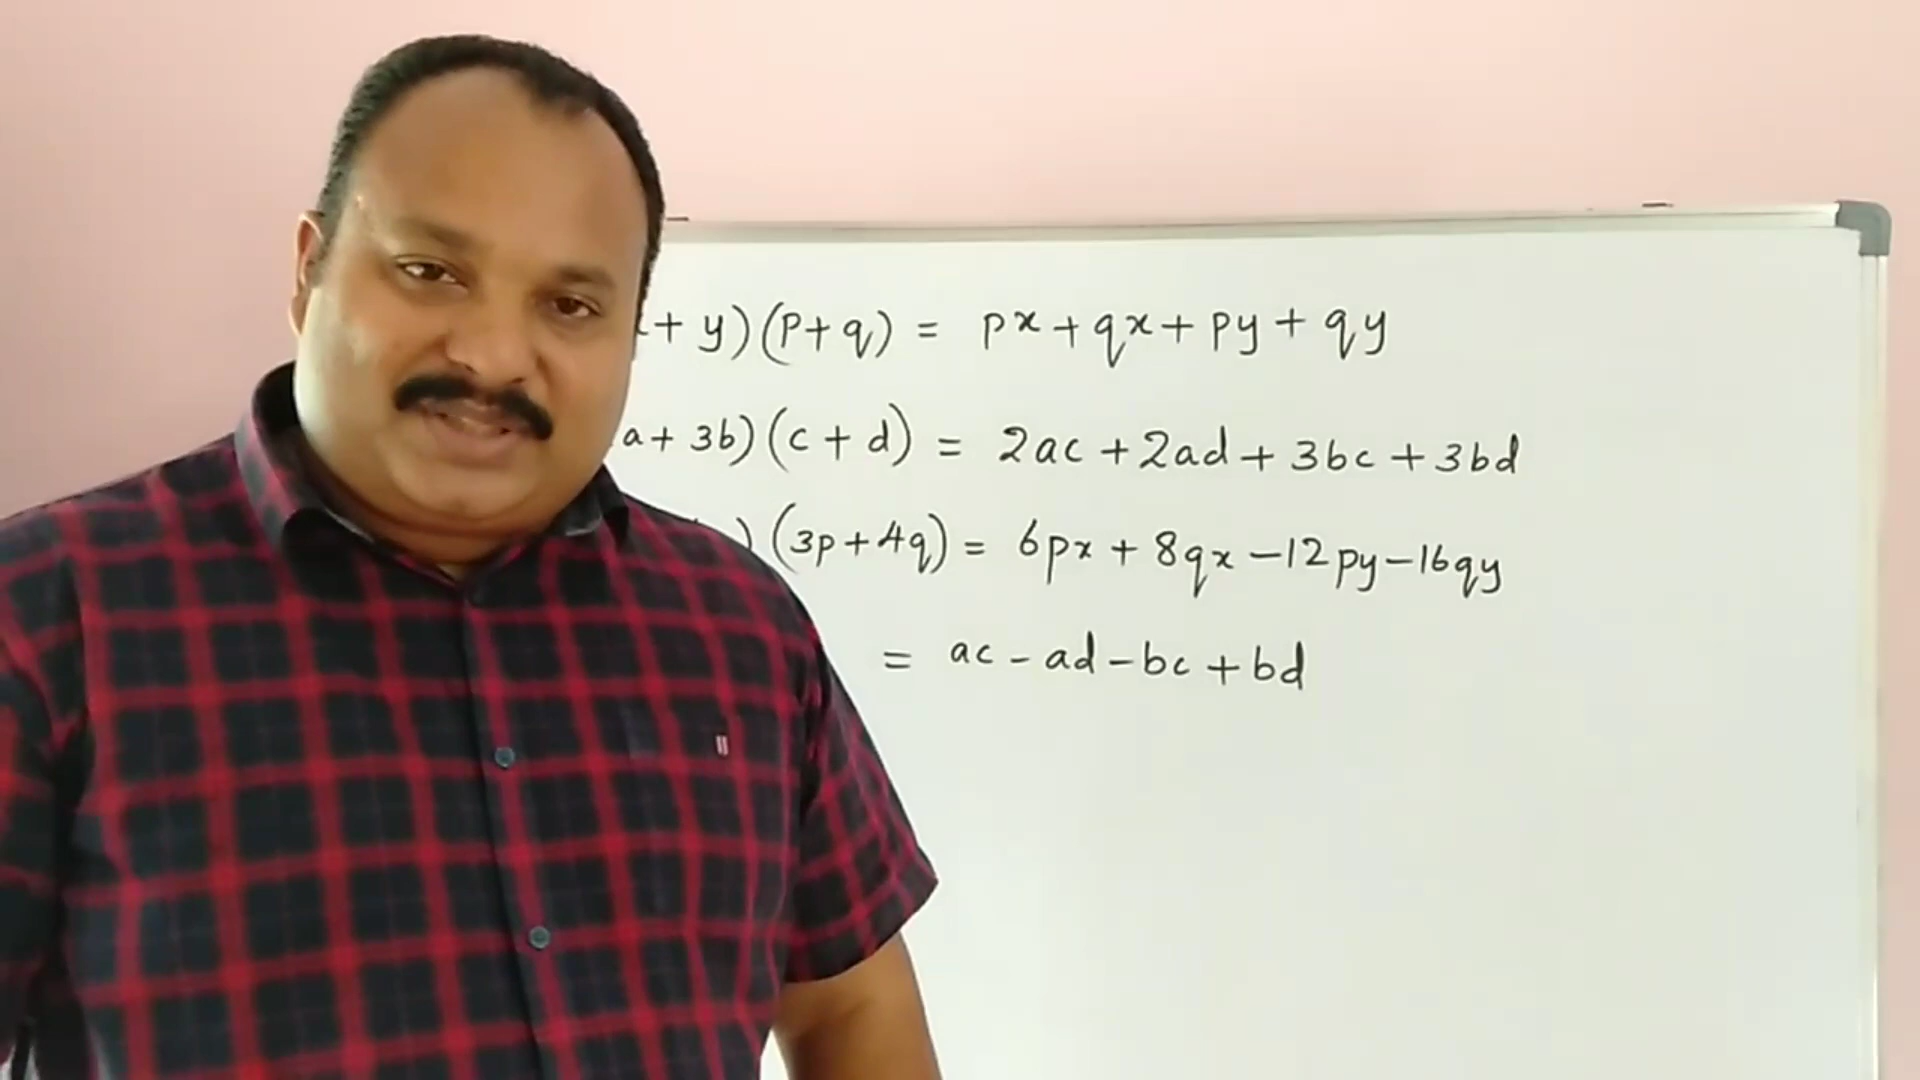 + y)(p+q) = px+qx+py+qy
a+ 3b)(c+d) = 2ac+2ad+3bc+3bd
)(3p+4q) = 6px+8qx-12py-16qy
= ac-ad-bc+bd